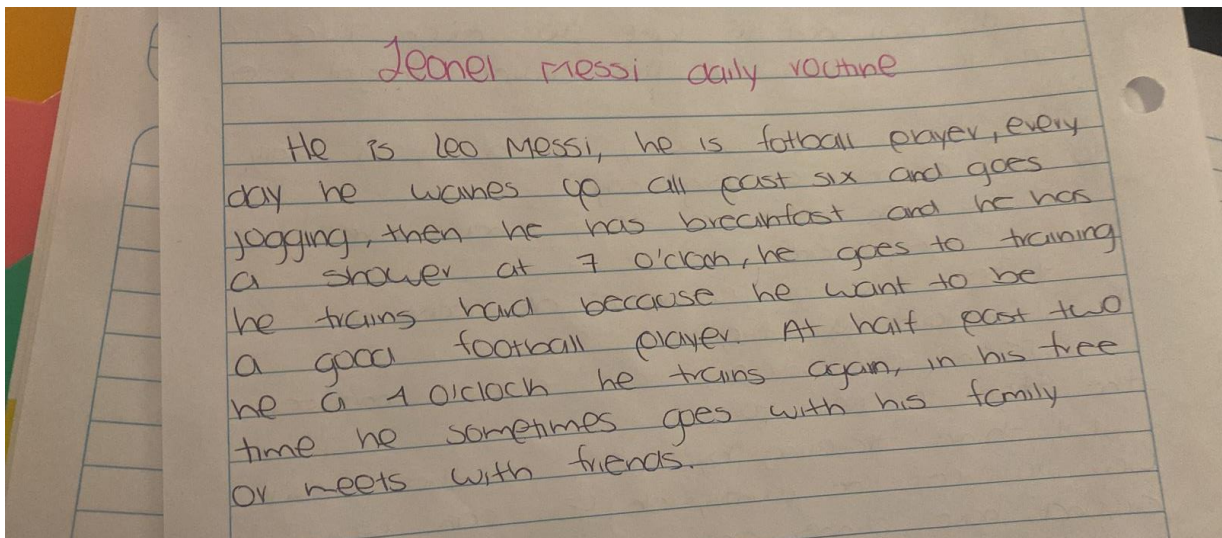 Leonel Messi daily routine
He is leo Messi, he is fotball player, every
day he wakes up all past six and goes
jogging, then he has breakfast and he has
a shower at 7 o'cloch, he goes to training
he trains hard because he want to be
a good football player. At half past two
he a 4 o'cloch he trains again, in his free
time he sometimes goes with his family
or meets with friends.